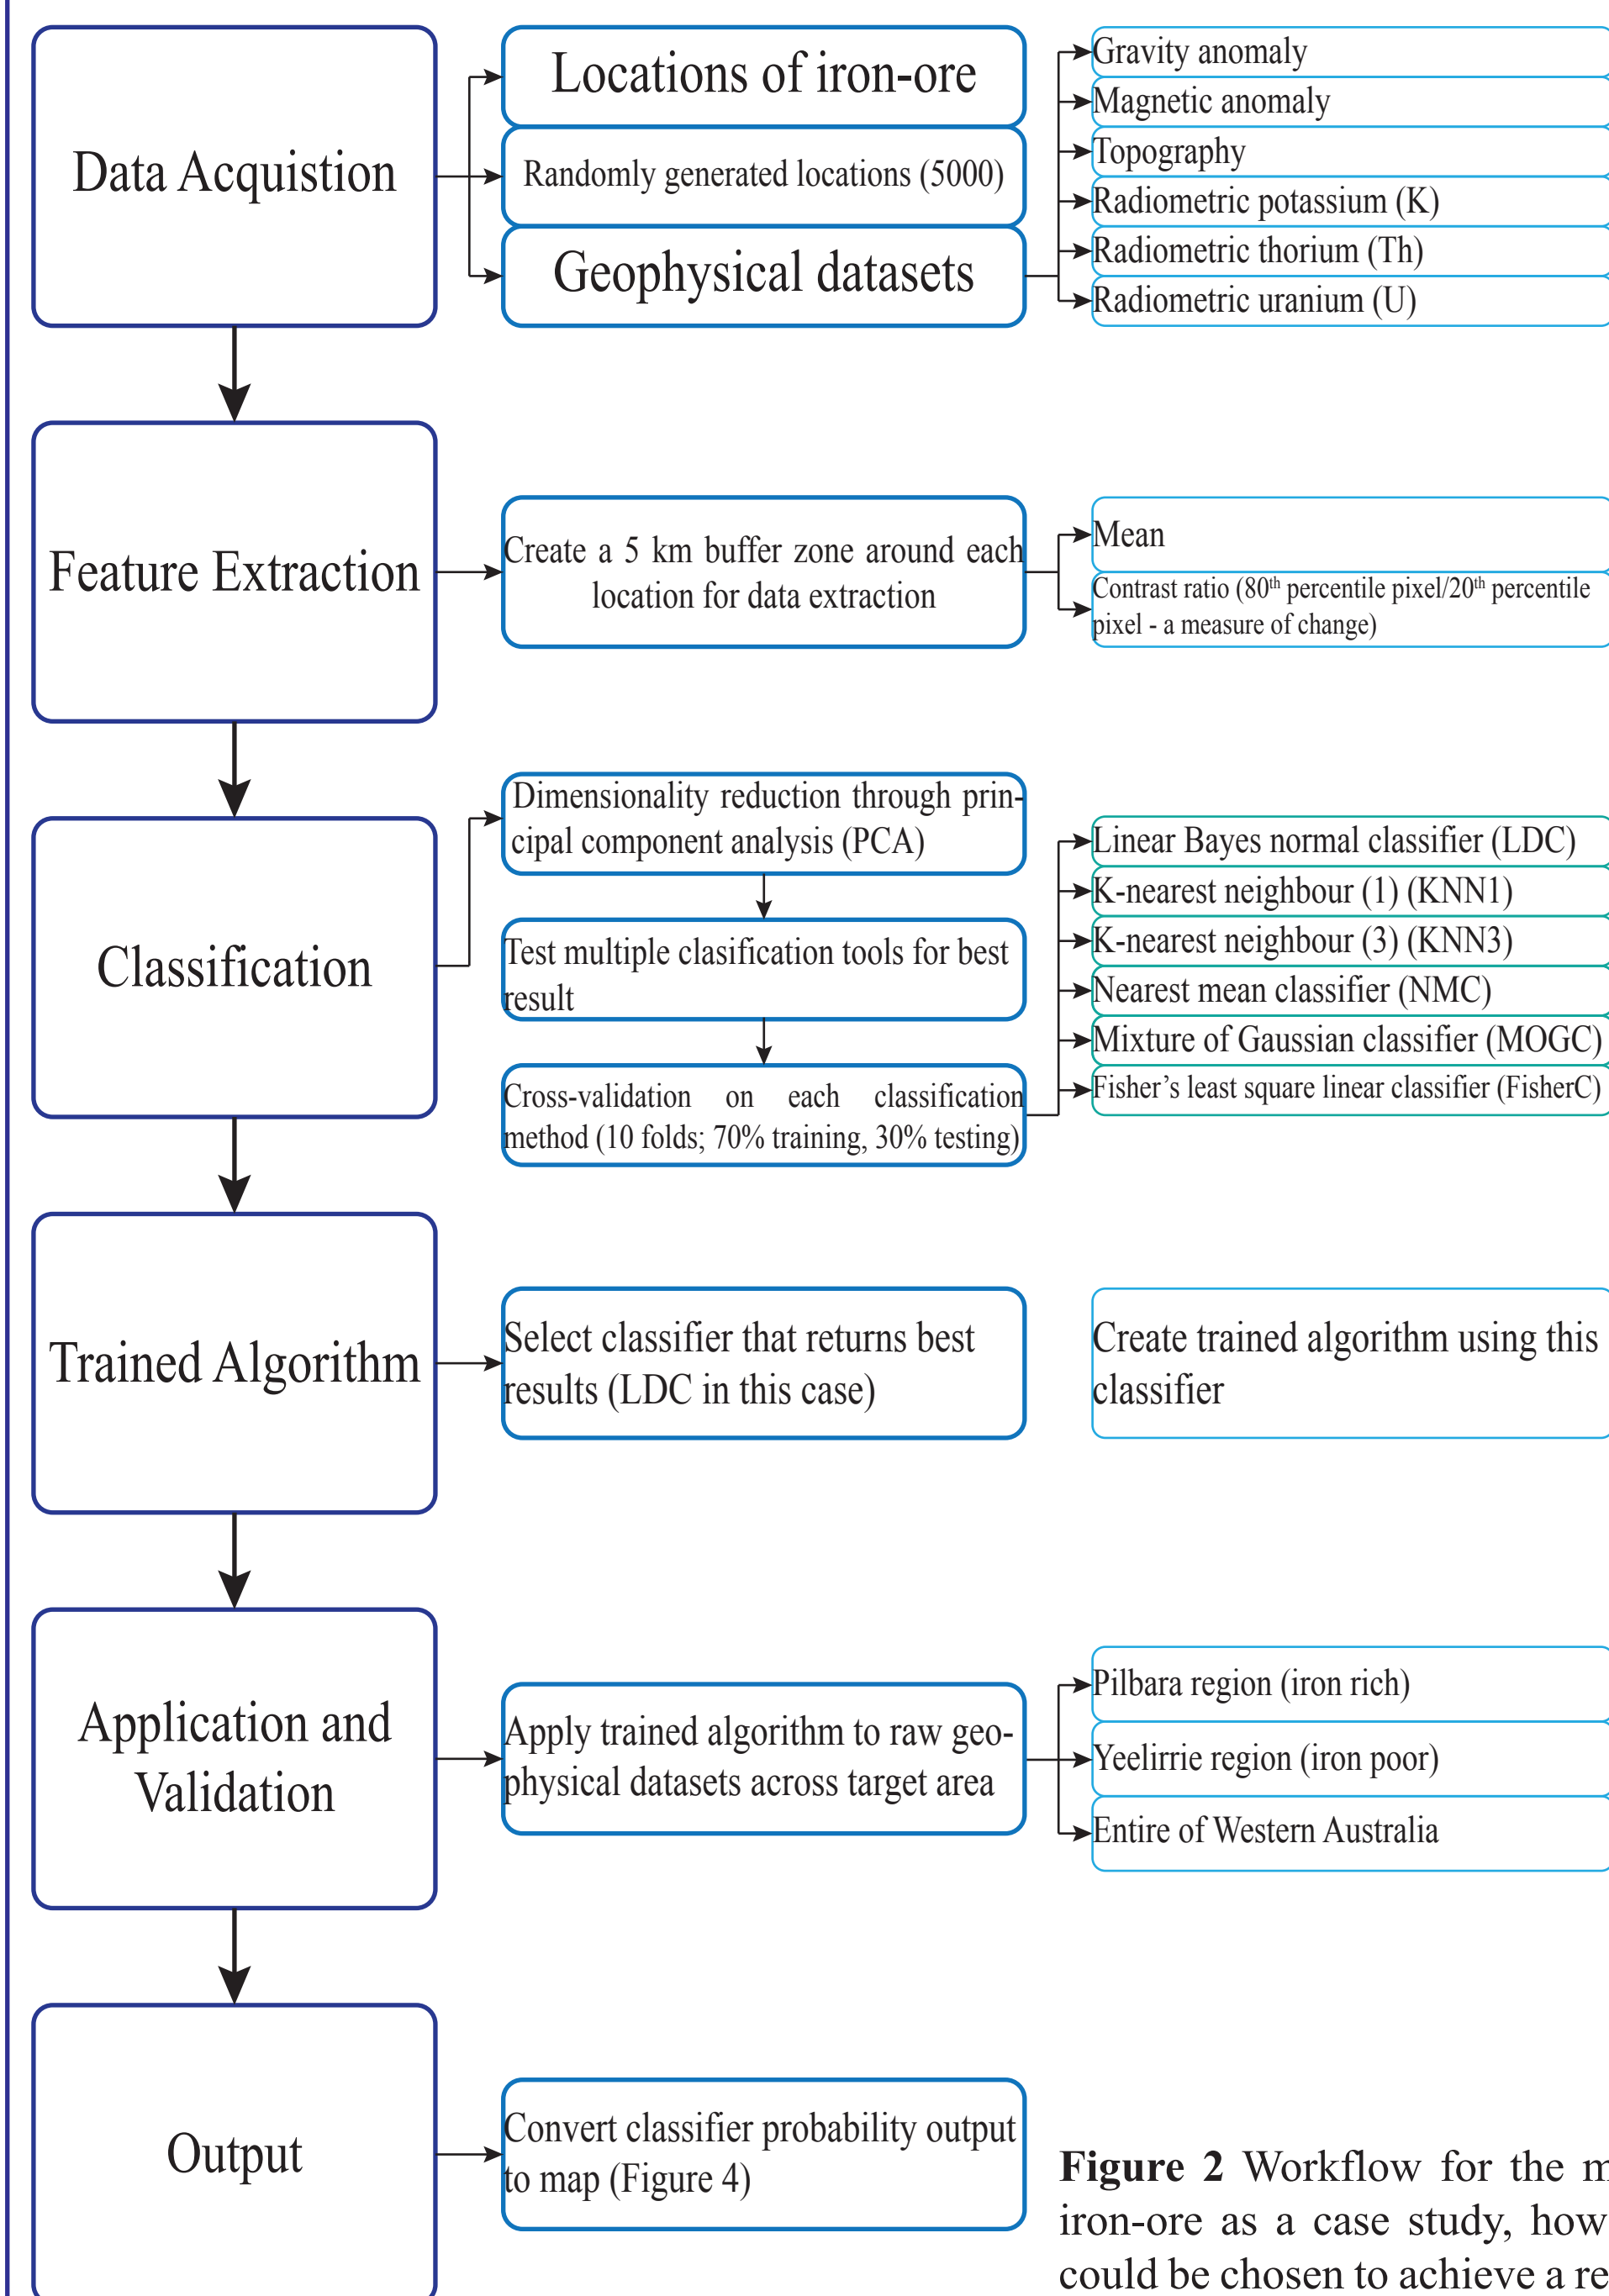 Data Acquistion
Locations of iron-ore
Randomly generated locations (5000)
Geophysical datasets
Gravity anomaly
Magnetic anomaly
Topography
Radiometric potassium (K)
Radiometric thorium (Th)
Radiometric uranium (U)
Feature Extraction
Create a 5 km buffer zone around each
location for data extraction
Mean
Contrast ratio (80th percentile pixel/20th percentile
pixel - a measure of change)
Classification
Dimensionality reduction through prin-
cipal component analysis (PCA)
Test multiple clasification tools for best
result
Cross-validation on each classification
method (10 folds; 70% training, 30% testing)
Linear Bayes normal classifier (LDC)
K-nearest neighbour (1) (KNN1)
K-nearest neighbour (3) (KNN3)
Nearest mean classifier (NMC)
Mixture of Gaussian classifier (MOGC)
Fisher’s least square linear classifier (FisherC)
Trained Algorithm
Select classifier that returns best
results (LDC in this case)
Create trained algorithm using this
classifier
Application and
Validation
Apply trained algorithm to raw geo-
physical datasets across target area
Pilbara region (iron rich)
Yeelirrie region (iron poor)
Entire of Western Australia
Output
Convert classifier probability output
to map (Figure 4)
Figure 2 Workflow for the
iron-ore as a case study,
could be chosen to achieve a